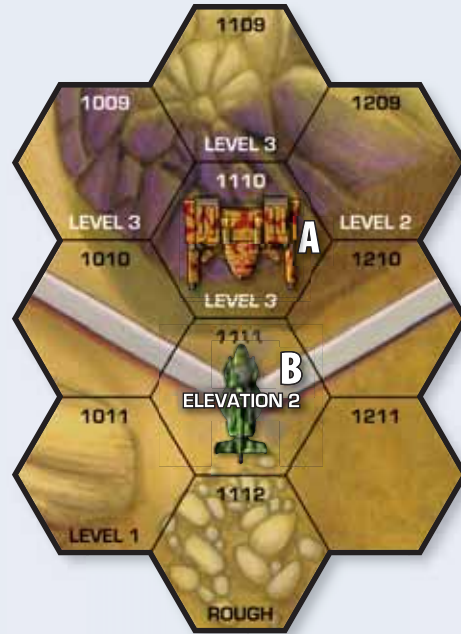 1109
LEVEL 3
1009
LEVEL 3
1209
LEVEL 2
1110
A
LEVEL 3
1010
1210
1111
B
ELEVATION 2
1011
LEVEL 1
1211
1112
ROUGH